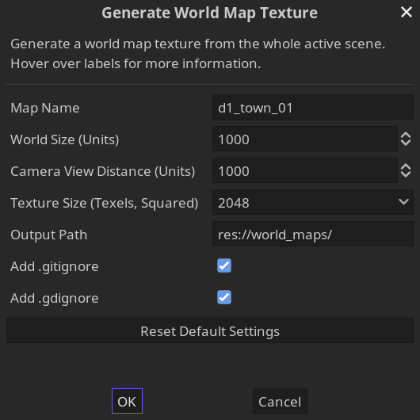 Generate World Map Texture
Generate a world map texture from the whole active scene.
Hover over labels for more information.
Map Name d1_town_01
World Size (Units) 1000
Camera View Distance (Units) 1000
Texture Size (Texels, Squared) 2048
Output Path res://world_maps/
Add .gitignore
Add .gdignore
Reset Default Settings
OK Cancel